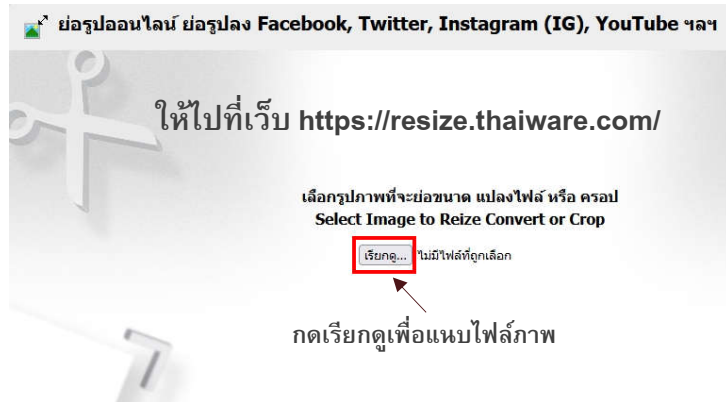 ย่อรูปออนไลน์ ย่อรูปลง Facebook, Twitter, Instagram (IG), YouTube ฯลฯ
ให้ไปที่เว็บ https://resize.thaiware.com/
เลือกรูปภาพที่จะย่อขนาด แปลงไฟล์ หรือ ครอป
Select Image to Reize Convert or Crop
เรียกดู... ไม่มีไฟล์ที่ถูกเลือก
กดเรียกดูเพื่อแนบไฟล์ภาพ